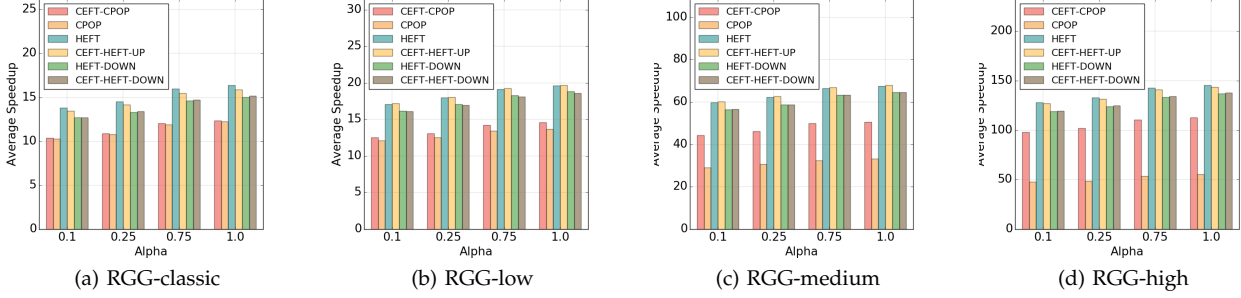 25
20
15
10
5
0
Average Speedup
CEFT-CPOP
CPOP
HEFT
CEFT-HEFT-UP
HEFT-DOWN
CEFT-HEFT-DOWN
0.1 0.25 0.75 1.0
Alpha
(a) RGG-classic
30
25
20
15
10
5
0
Average Speedup
CEFT-CPOP
CPOP
HEFT
CEFT-HEFT-UP
HEFT-DOWN
CEFT-HEFT-DOWN
0.1 0.25 0.75 1.0
Alpha
(b) RGG-low
100
80
60
40
20
0
Average Speedup
CEFT-CPOP
CPOP
HEFT
CEFT-HEFT-UP
HEFT-DOWN
CEFT-HEFT-DOWN
0.1 0.25 0.75 1.0
Alpha
(c) RGG-medium
200
150
100
50
0
Average Speedup
CEFT-CPOP
CPOP
HEFT
CEFT-HEFT-UP
HEFT-DOWN
CEFT-HEFT-DOWN
0.1 0.25 0.75 1.0
Alpha
(d) RGG-high